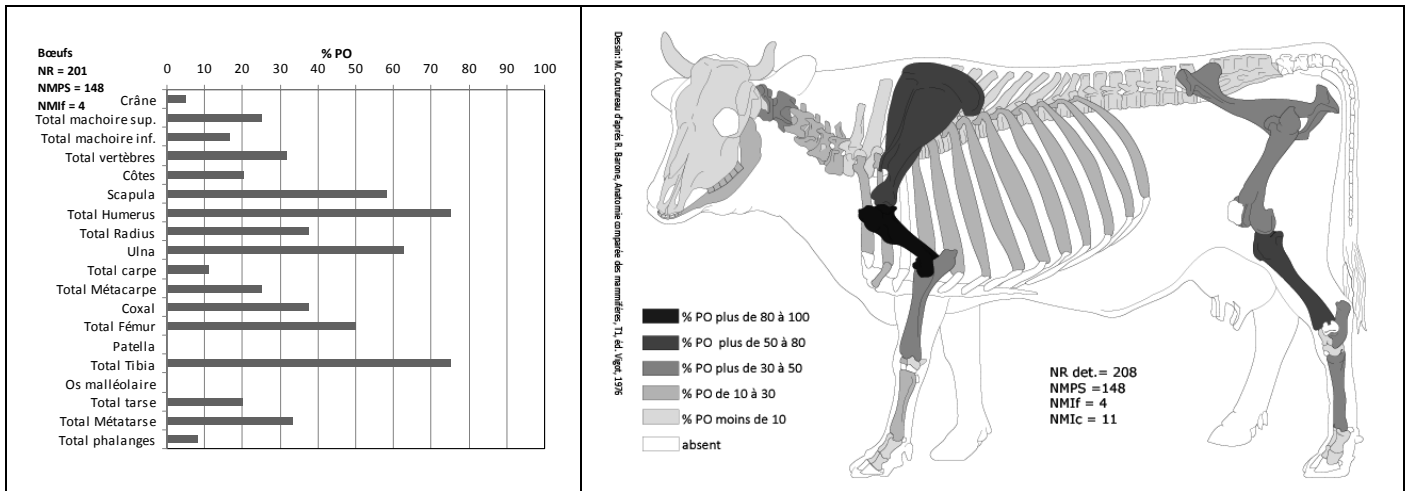 Bœufs
NR = 201
NMPS = 148
NMIf = 4
% PO
0 10 20 30 40 50 60 70 80 90 100
Crâne
Total machoire sup.
Total machoire inf.
Total vertèbres
Côtes
Scapula
Total Humerus
Total Radius
Ulna
Total carpe
Total Métacarpe
Coxal
Total Fémur
Patella
Total Tibia
Os malléolaire
Total tarse
Total Métatarse
Total phalanges
Dessin: M. Coutureau d'après R. Barone, Anatomie comparée des mammifères, T1, éd. Vigot, 1976
% PO plus de 80 à 100
% PO plus de 50 à 80
% PO plus de 30 à 50
% PO de 10 à 30
% PO moins de 10
absent
NR det.= 208
NMPS =148
NMIf = 4
NMIc = 11